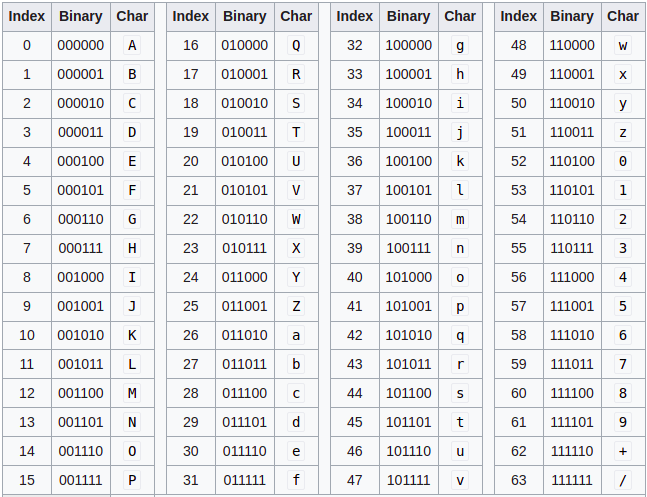 Index Binary Char Index Binary Char Index Binary Char Index Binary Char
0 000000 A 16 010000 Q 32 100000 g 48 110000 w
1 000001 B 17 010001 R 33 100001 h 49 110001 x
2 000010 C 18 010010 S 34 100010 i 50 110010 y
3 000011 D 19 010011 T 35 100011 j 51 110011 z
4 000100 E 20 010100 U 36 100100 k 52 110100 0
5 000101 F 21 010101 V 37 100101 l 53 110101 1
6 000110 G 22 010110 W 38 100110 m 54 110110 2
7 000111 H 23 010111 X 39 100111 n 55 110111 3
8 001000 I 24 011000 Y 40 101000 o 56 111000 4
9 001001 J 25 011001 Z 41 101001 p 57 111001 5
10 001010 K 26 011010 a 42 101010 q 58 111010 6
11 001011 L 27 011011 b 43 101011 r 59 111011 7
12 001100 M 28 011100 c 44 101100 s 60 111100 8
13 001101 N 29 011101 d 45 101101 t 61 111101 9
14 001110 O 30 011110 e 46 101110 u 62 111110 +
15 001111 P 31 011111 f 47 101111 v 63 111111 /